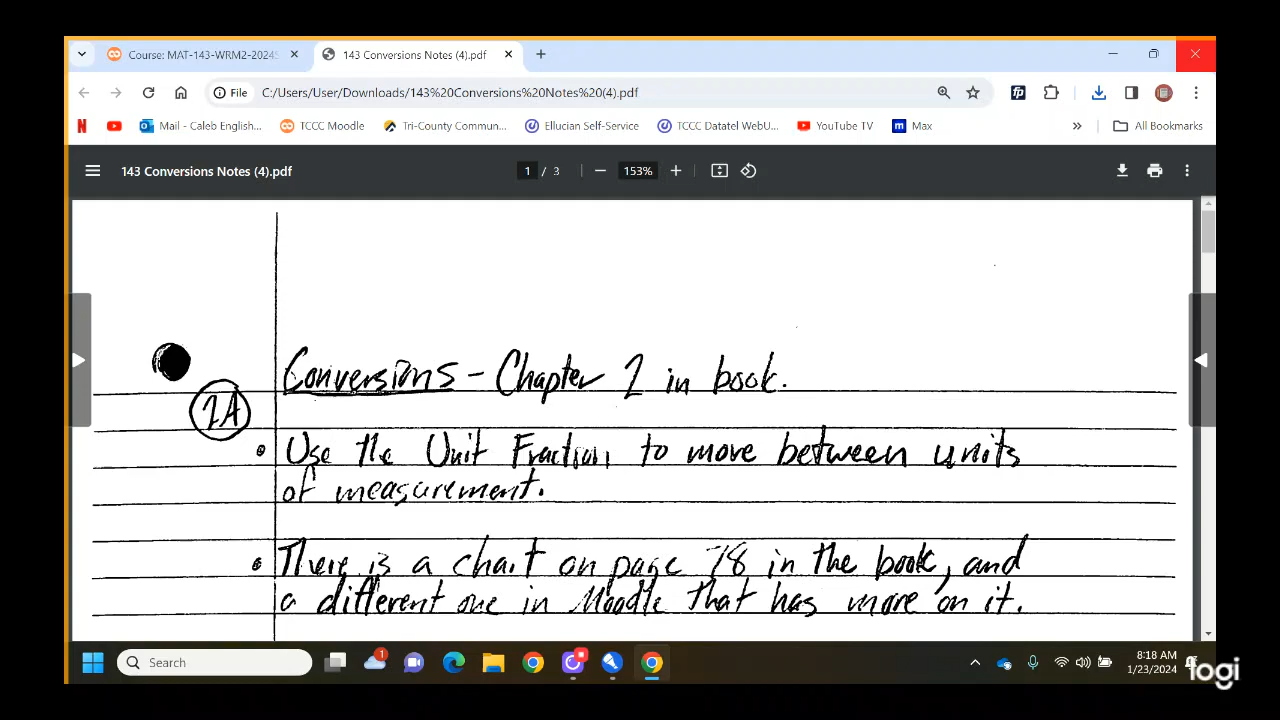 Course: MAT-143-WRM2-2024S
143 Conversions Notes (4).pdf
File
C:/Users/User/Downloads/143%20Conversions%20Notes%20(4).pdf
Mail - Caleb English...
TCCC Moodle
Tri-County Commun...
Ellucian Self-Service
TCCC Datatel WebU...
YouTube TV
Max
All Bookmarks
143 Conversions Notes (4).pdf
1 / 3
153%
Conversions - Chapter 2 in book.
2A
• Use the Unit Fraction to move between units
of measurement.
• There is a chart on page 78 in the book, and
a different one in Moodle that has more on it.
Search
1
8:18 AM
1/23/2024
logi